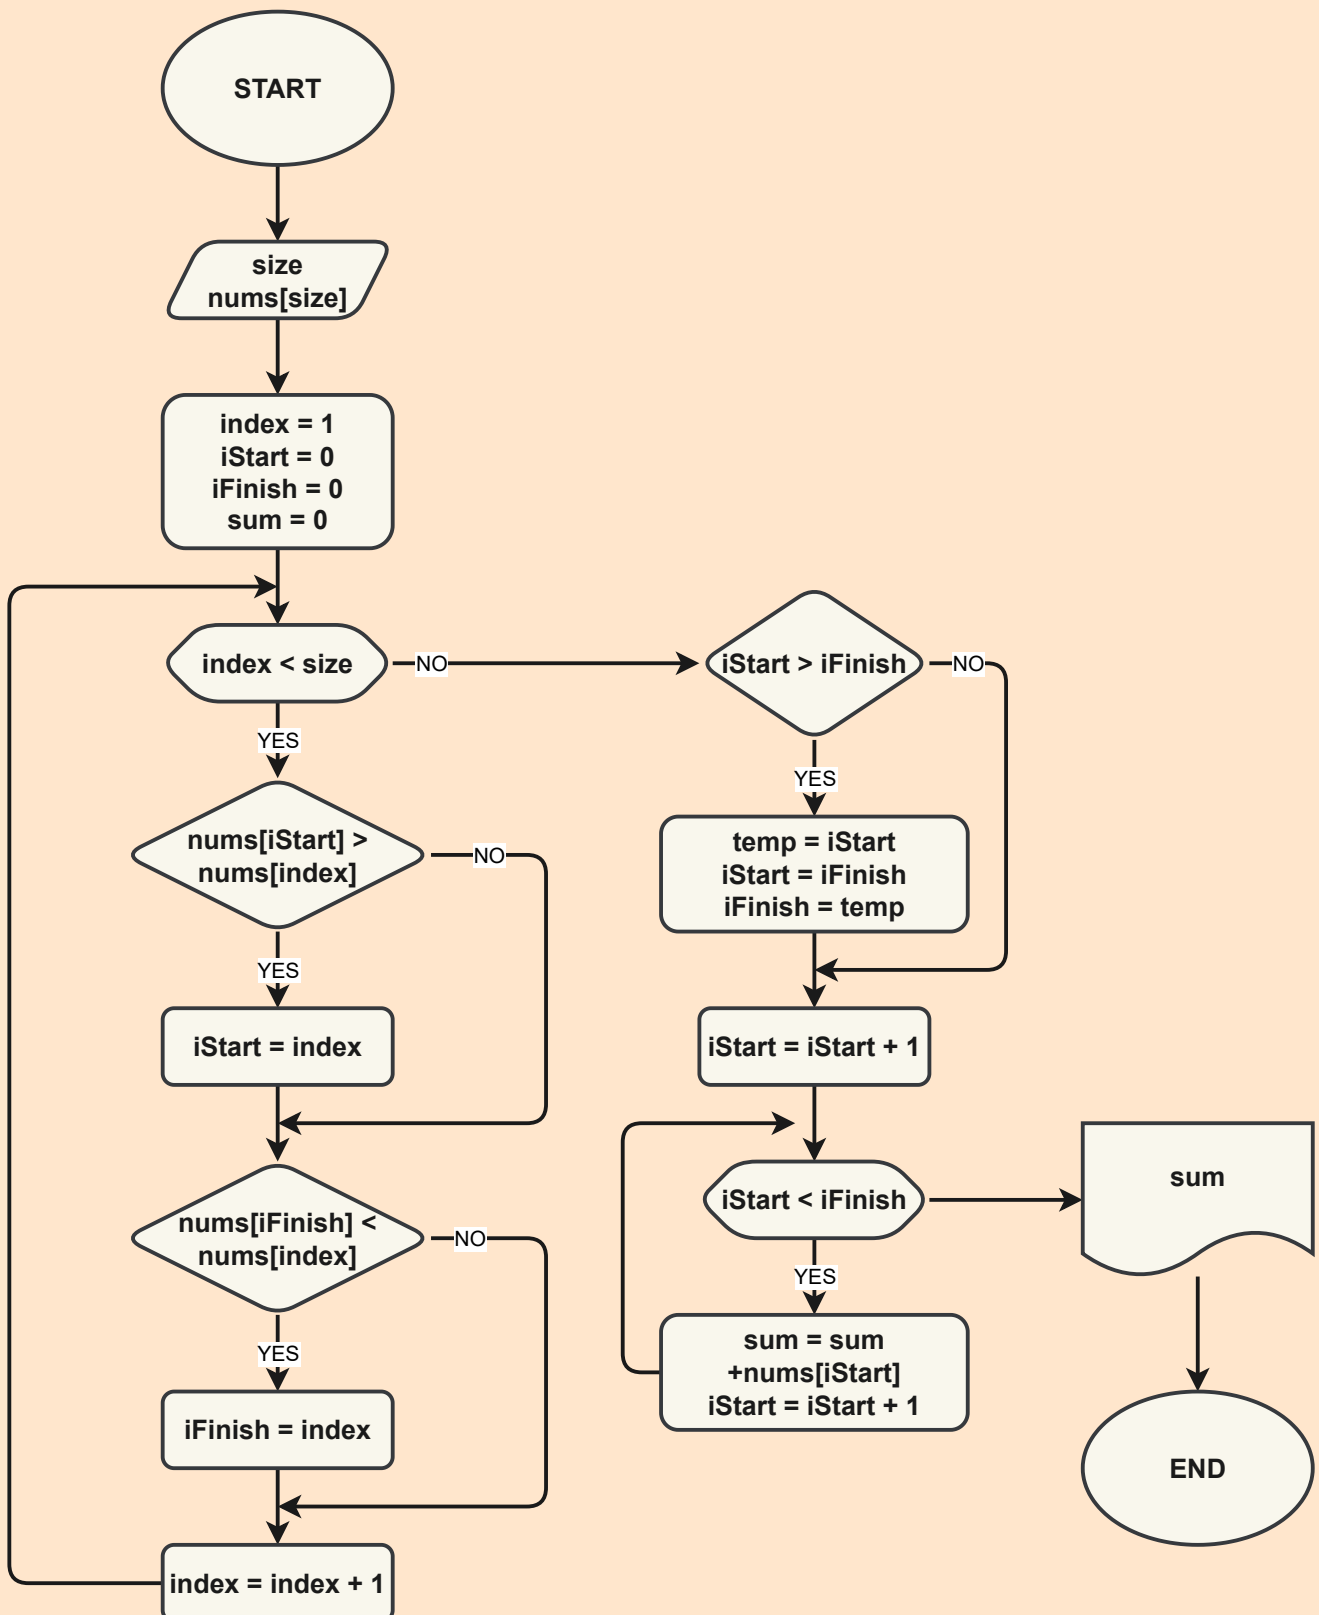 START
size
nums[size]
index = 1
iStart = 0
iFinish = 0
sum = 0
index < size
NO
YES
nums[iStart] >
nums[index]
NO
YES
iStart = index
nums[iFinish] <
nums[index]
NO
YES
iFinish = index
index = index + 1
iStart > iFinish
NO
YES
temp = iStart
iStart = iFinish
iFinish = temp
iStart = iStart + 1
iStart < iFinish
YES
sum = sum
+nums[iStart]
iStart = iStart + 1
sum
END